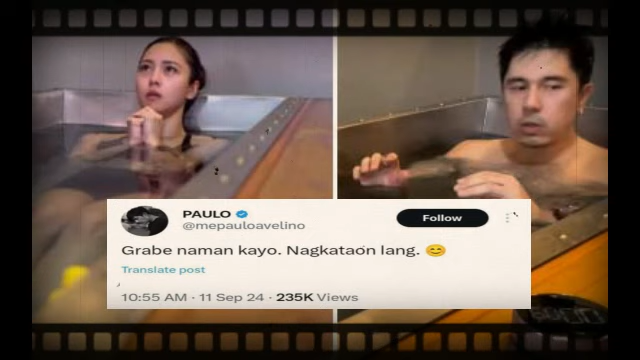 PAULO
@mepauloavelino
Follow
Grabe naman kayo. Nagkataon lang. 😊
Translate post
10:55 AM · 11 Sep 24 · 235K Views